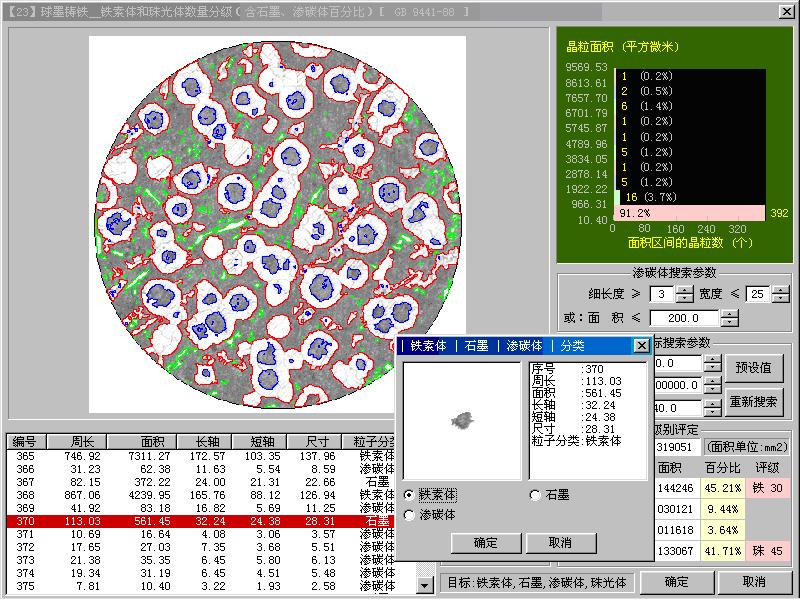 【23】球墨铸铁__铁素体和珠光体数量分级(含石墨、渗碳体百分比)[ GB 9441-88 ]
晶粒面积 (平方微米)
9569.53
8613.61
7657.70
6701.79
5745.87
4789.96
3834.05
2878.14
1922.22
966.31
10.40
1 (0.2%)
2 (0.5%)
6 (1.4%)
1 (0.2%)
1 (0.2%)
5 (1.2%)
1 (0.2%)
5 (1.2%)
16 (3.7%)
91.2% 392
0 80 160 240 320
面积区间的晶粒数 (个)
渗碳体搜索参数
细长度 ≥ 3 宽度 ≤ 25
或:面 积 ≤ 200.0
标搜索参数
0.0 预设值
00000.0
40.0 重新搜索
级别评定
319051 (面积单位:mm2)
面积 百分比 评级
144246 45.21% 铁 30
030121 9.44%
011618 3.64%
133067 41.71% 珠 45
铁素体 | 石墨 | 渗碳体 | 分类
序号 :370
周长 :113.03
面积 :561.45
长轴 :32.24
短轴 :24.38
尺寸 :28.31
粒子分类:铁素体
铁素体 石墨
渗碳体
确定 取消
编号 周长 面积 长轴 短轴 尺寸 粒子分类
365 746.92 7311.27 172.57 103.35 137.96 铁素体
366 31.23 62.38 11.63 5.54 8.59 渗碳体
367 82.15 372.22 24.00 21.31 22.66 石墨
368 867.06 4239.95 165.76 88.12 126.94 铁素体
369 41.92 83.18 16.82 5.69 11.25 渗碳体
370 113.03 561.45 32.24 24.38 28.31 石墨
371 10.69 16.64 4.08 3.06 3.57 渗碳体
372 17.65 27.03 7.35 3.68 5.51 渗碳体
373 21.38 35.35 6.45 5.80 6.13 渗碳体
374 19.34 31.19 6.45 4.51 5.48 渗碳体
375 7.81 10.40 3.22 1.93 2.58 渗碳体
目标:铁素体,石墨,渗碳体,珠光体 确定 取消